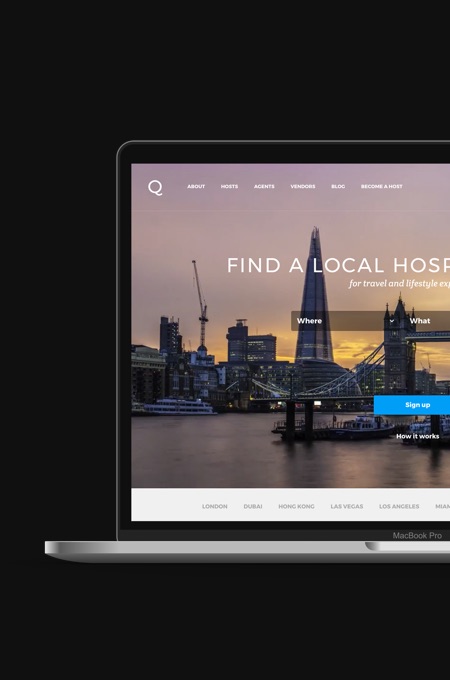 Q ABOUT HOSTS AGENTS VENDORS BLOG BECOME A HOST
FIND A LOCAL HOSP
for travel and lifestyle exp
Where What
Sign up
How it works
LONDON DUBAI HONG KONG LAS VEGAS LOS ANGELES MIAM
MacBook Pro